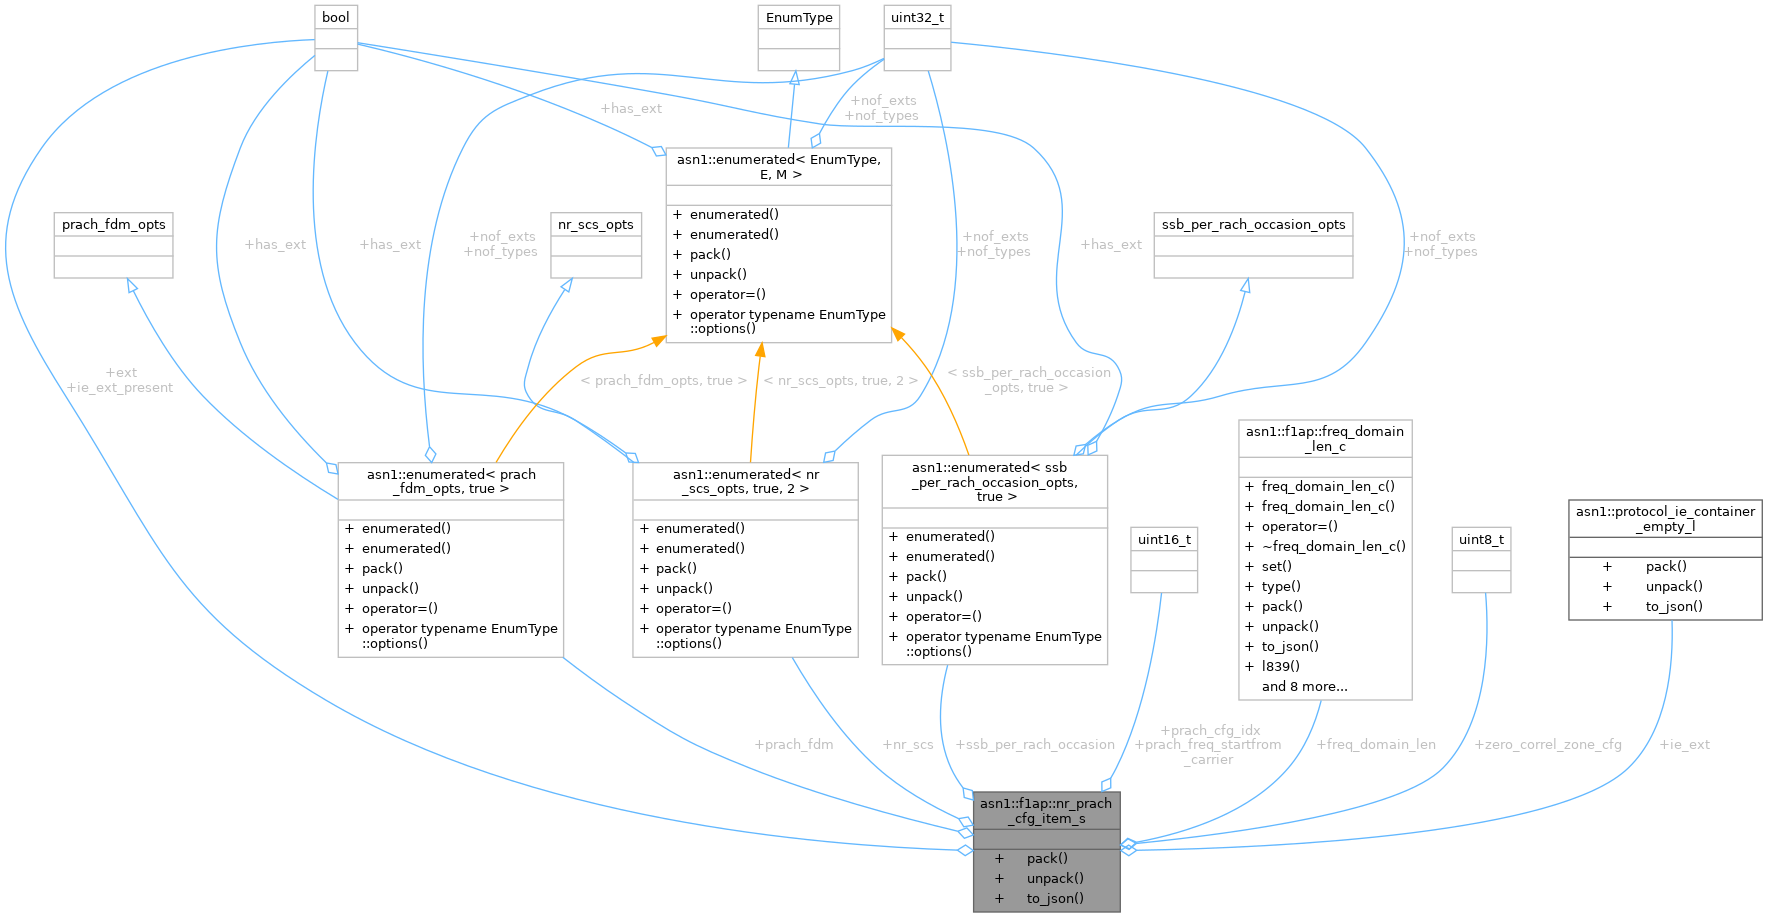 bool
EnumType
uint32_t
+has_ext
+nof_exts
+nof_types
asn1::enumerated< EnumType,
E, M >
+ enumerated()
+ enumerated()
+ pack()
+ unpack()
+ operator=()
+ operator typename EnumType
::options()
prach_fdm_opts
+has_ext
+has_ext
+nof_exts
+nof_types
nr_scs_opts
+nof_exts
+nof_types
+has_ext
ssb_per_rach_occasion_opts
+nof_exts
+nof_types
+ext
+ie_ext_present
< prach_fdm_opts, true >
< nr_scs_opts, true, 2 >
< ssb_per_rach_occasion
_opts, true >
asn1::enumerated< prach
_fdm_opts, true >
+ enumerated()
+ enumerated()
+ pack()
+ unpack()
+ operator=()
+ operator typename EnumType
::options()
asn1::enumerated< nr
_scs_opts, true, 2 >
+ enumerated()
+ enumerated()
+ pack()
+ unpack()
+ operator=()
+ operator typename EnumType
::options()
asn1::enumerated< ssb
_per_rach_occasion_opts,
true >
+ enumerated()
+ enumerated()
+ pack()
+ unpack()
+ operator=()
+ operator typename EnumType
::options()
uint16_t
asn1::f1ap::freq_domain
_len_c
+ freq_domain_len_c()
+ freq_domain_len_c()
+ operator=()
+ ~freq_domain_len_c()
+ set()
+ type()
+ pack()
+ unpack()
+ to_json()
+ l839()
and 8 more...
uint8_t
asn1::protocol_ie_container
_empty_l
+ pack()
+ unpack()
+ to_json()
+prach_fdm
+nr_scs
+ssb_per_rach_occasion
+prach_cfg_idx
+prach_freq_startfrom
_carrier
+freq_domain_len
+zero_correl_zone_cfg
+ie_ext
asn1::f1ap::nr_prach
_cfg_item_s
+ pack()
+ unpack()
+ to_json()